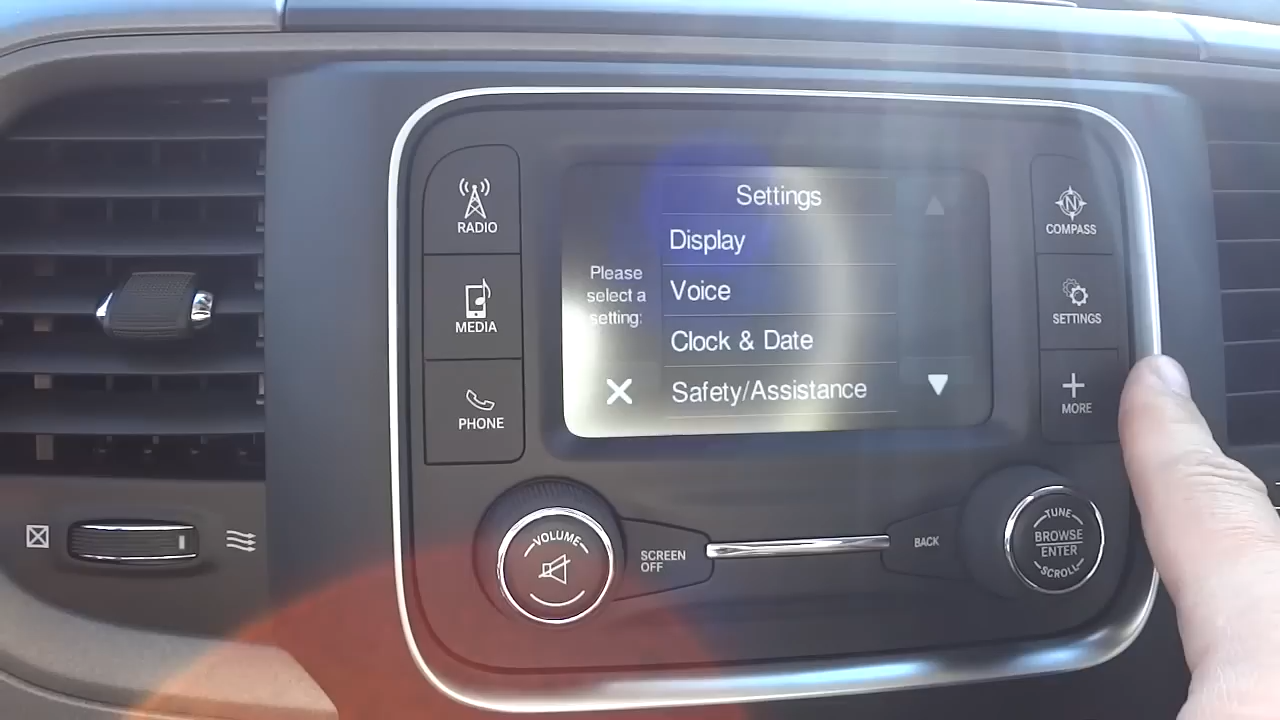 RADIO
MEDIA
PHONE
Settings
Display
Voice
Clock & Date
Safety/Assistance
Please
select a
setting:
N
COMPASS
SETTINGS
MORE
VOLUME
SCREEN
OFF
BACK
TUNE
BROWSE
ENTER
SCROLL